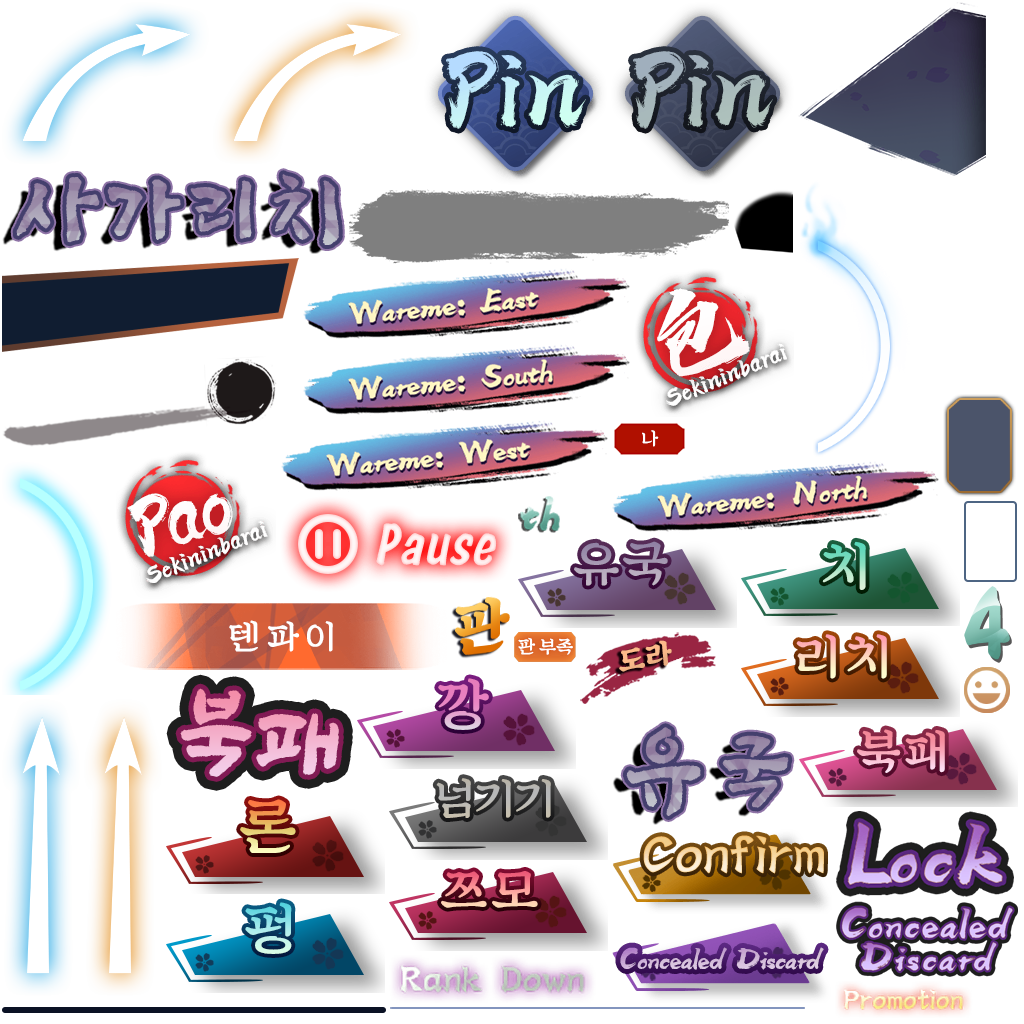 Pin
Pin
사가리치
Wareme: East
包
Sekininbarai
Wareme: South
나
Wareme: West
Wareme: North
Pao
Sekininbarai
Pause
th
유국
치
텐파이
판
판 부족
도라
리치
4
북패
깡
유국
북패
론
넘기기
Confirm
Lock
쯔모
펑
Concealed Discard
Concealed
Discard
Rank Down
Promotion